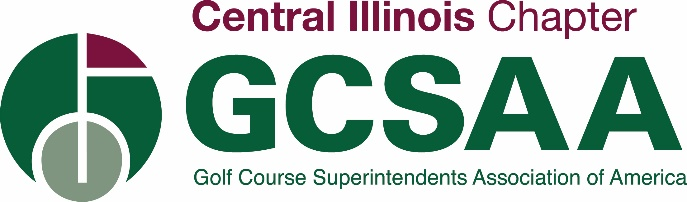 Central Illinois Chapter
GCSAA
Golf Course Superintendents Association of America